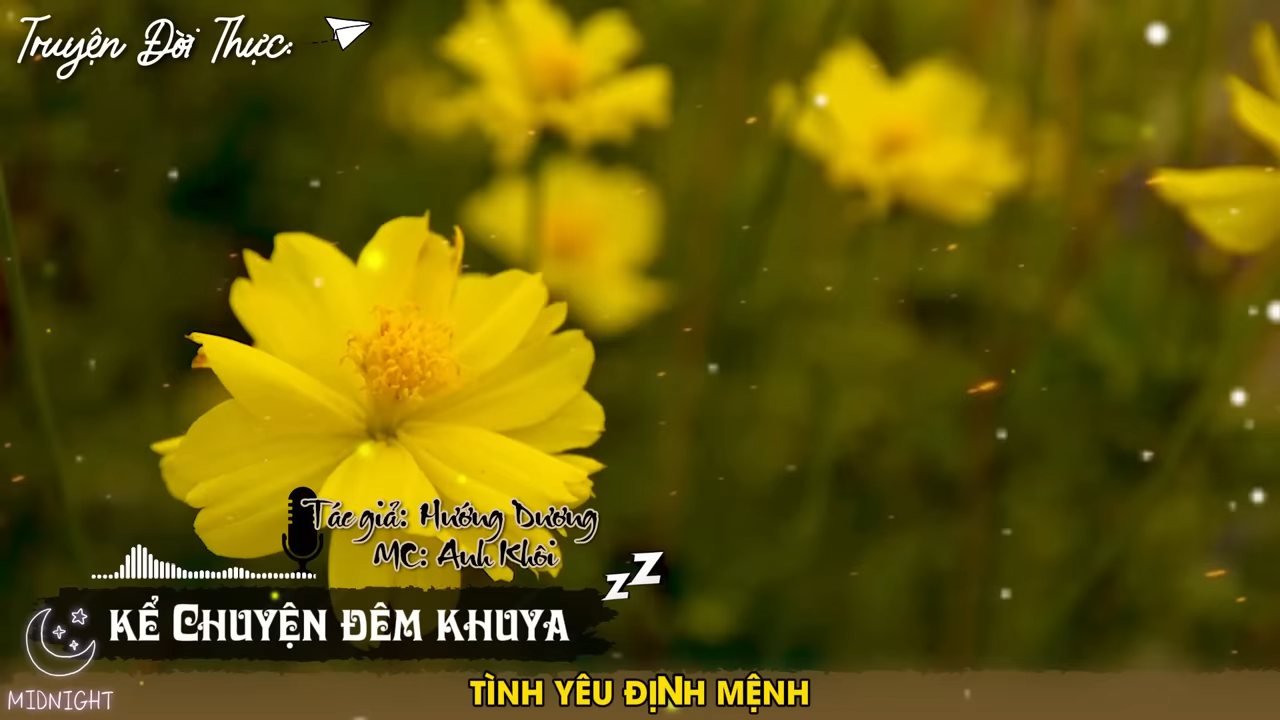 Truyện Đời Thực:
Tác giả: Hướng Dương
MC: Anh Khôi
zZ
KỂ CHUYỆN ĐÊM KHUYA
MIDNIGHT
TÌNH YÊU ĐỊNH MỆNH